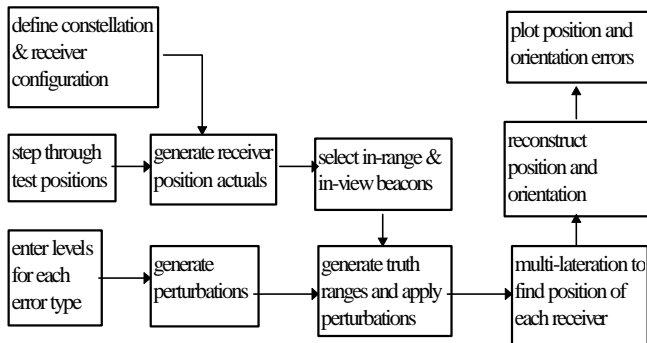 define constellation
& receiver
configuration
plot position and
orientation errors
step through
test positions
generate receiver
position actuals
select in-range &
in-view beacons
reconstruct
position and
orientation
enter levels
for each
error type
generate
perturbations
generate truth
ranges and apply
perturbations
multi-lateration to
find position of
each receiver